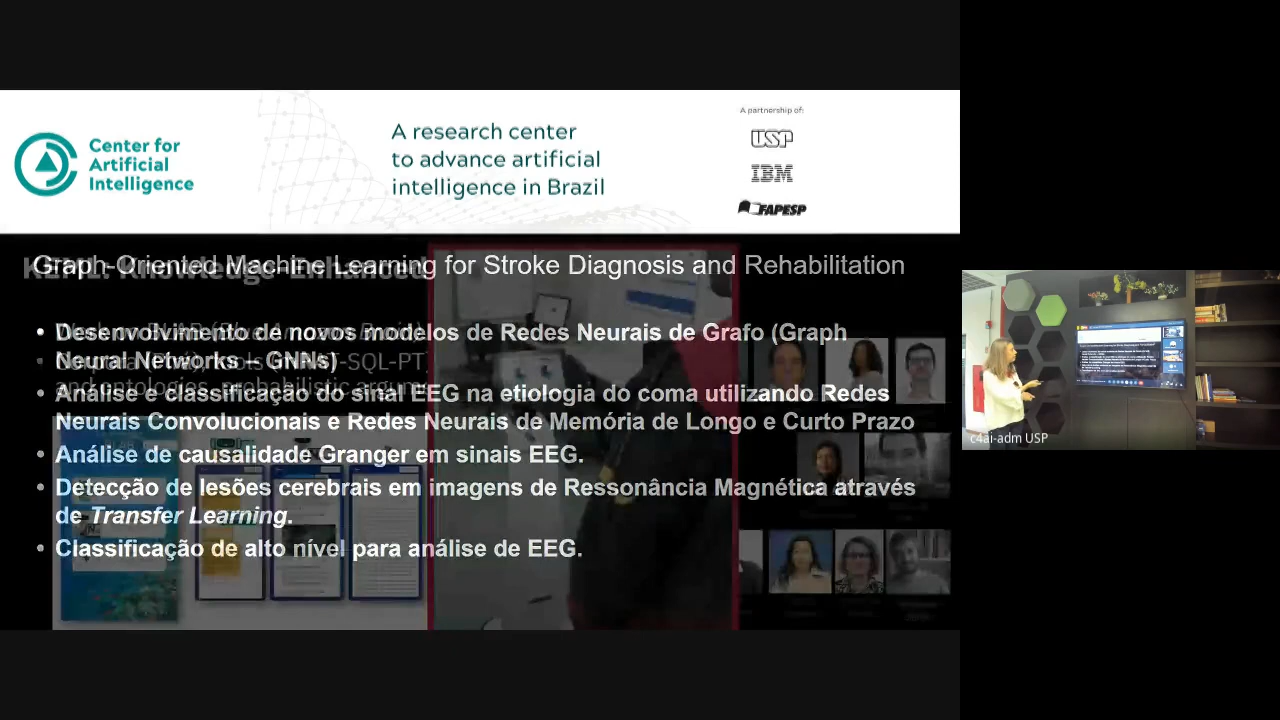 Center for
Artificial
Intelligence
A research center
to advance artificial
intelligence in Brazil
A partnership of:
USP
IBM
FAPESP
Graph-Oriented Machine Learning for Stroke Diagnosis and Rehabilitation
• Desenvolvimento de novos modelos de Redes Neurais de Grafo (Graph
Neural Networks – GNNs)
• Análise e classificação do sinal EEG na etiologia do coma utilizando Redes
Neurais Convolucionais e Redes Neurais de Memória de Longo e Curto Prazo
• Análise de causalidade Granger em sinais EEG.
• Detecção de lesões cerebrais em imagens de Ressonância Magnética através
de Transfer Learning.
• Classificação de alto nível para análise de EEG.
c4ai-adm USP